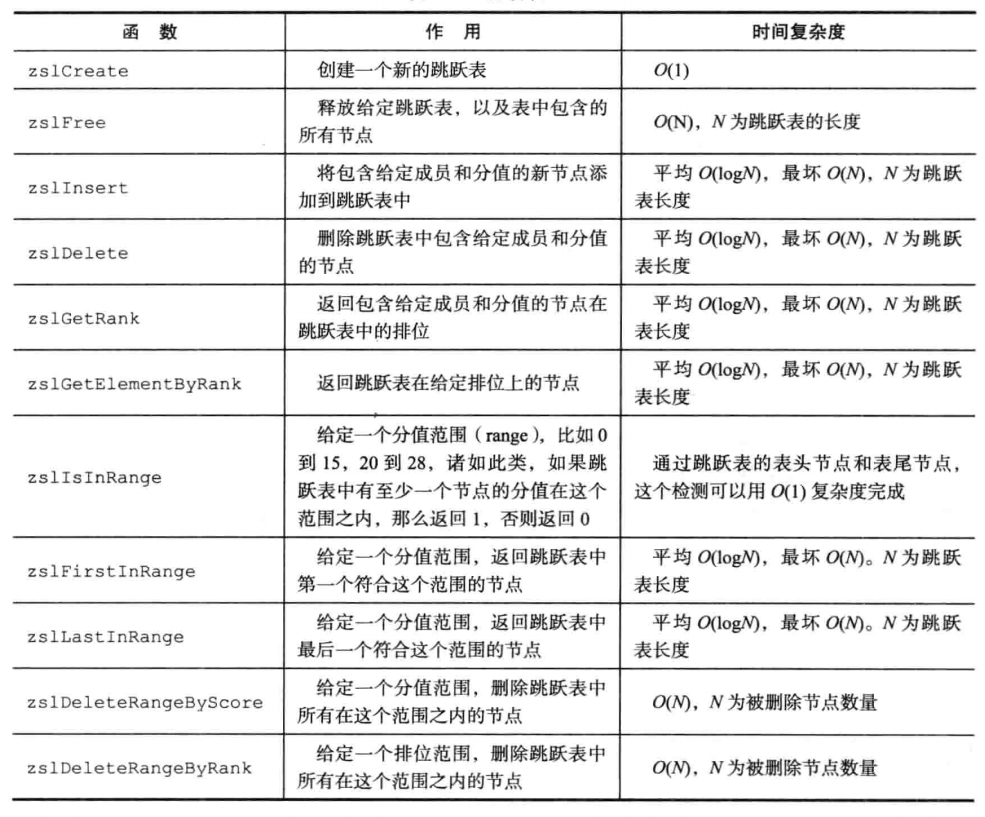 函 数 作 用 时间复杂度
zslCreate 创建一个新的跳跃表 O(1)
zslFree 释放给定跳跃表，以及表中包含的
所有节点 O(N)，N 为跳跃表的长度
zslInsert 将包含给定成员和分值的新节点添
加到跳跃表中 平均 O(logN)，最坏 O(N)，N 为跳跃
表长度
zslDelete 删除跳跃表中包含给定成员和分值
的节点 平均 O(logN)，最坏 O(N)，N 为跳跃
表长度
zslGetRank 返回包含给定成员和分值的节点在
跳跃表中的排位 平均 O(logN)，最坏 O(N)，N 为跳跃
表长度
zslGetElementByRank 返回跳跃表在给定排位上的节点 平均 O(logN)，最坏 O(N)，N 为跳跃
表长度
zslIsInRange 给定一个分值范围（range），比如 0
到 15，20 到 28，诸如此类，如果跳
跃表中有至少一个节点的分值在这个
范围之内，那么返回 1，否则返回 0 通过跳跃表的表头节点和表尾节点，
这个检测可以用 O(1) 复杂度完成
zslFirstInRange 给定一个分值范围，返回跳跃表中
第一个符合这个范围的节点 平均 O(logN)，最坏 O(N)。N 为跳跃
表长度
zslLastInRange 给定一个分值范围，返回跳跃表中
最后一个符合这个范围的节点 平均 O(logN)，最坏 O(N)。N 为跳跃
表长度
zslDeleteRangeByScore 给定一个分值范围，删除跳跃表中
所有在这个范围之内的节点 O(N)，N 为被删除节点数量
zslDeleteRangeByRank 给定一个排位范围，删除跳跃表中
所有在这个范围之内的节点 O(N)，N 为被删除节点数量